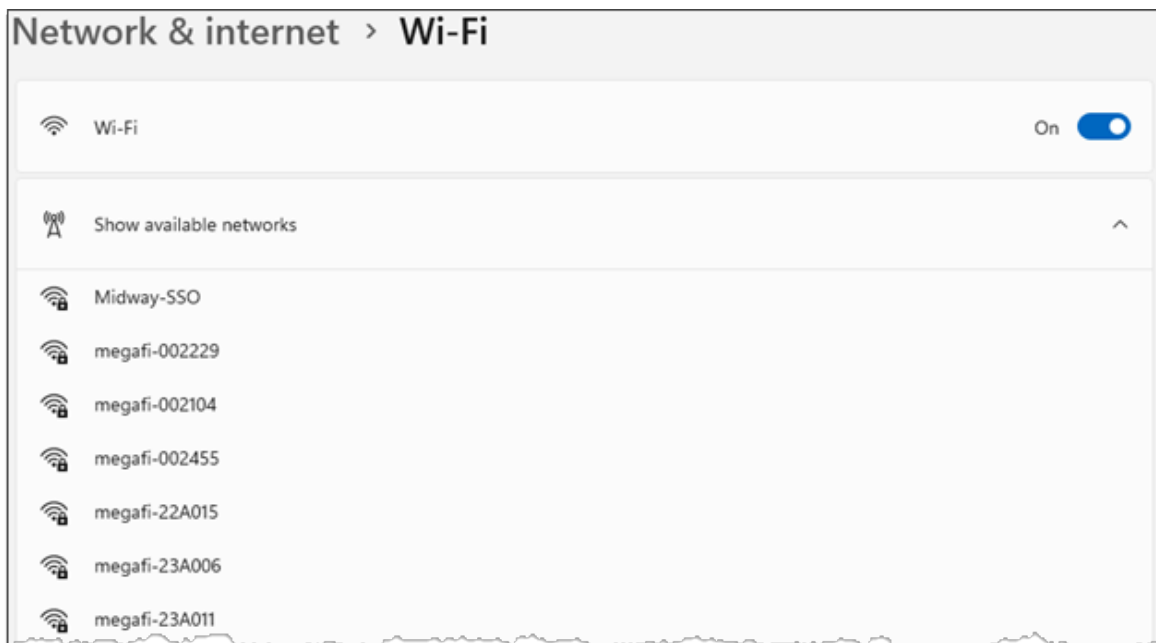 Network & internet > Wi-Fi
Wi-Fi On
Show available networks
Midway-SSO
megafi-002229
megafi-002104
megafi-002455
megafi-22A015
megafi-23A006
megafi-23A011